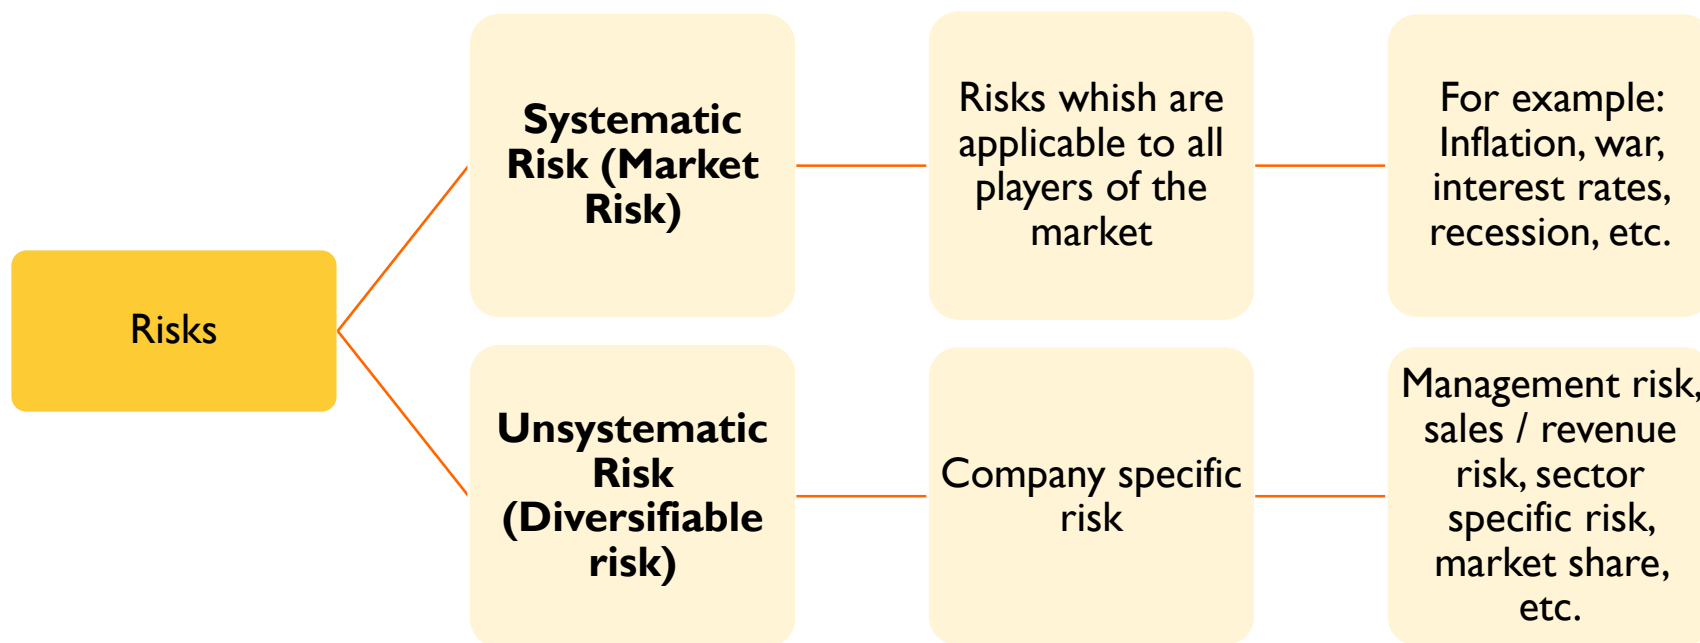 Risks
Systematic
Risk (Market
Risk)
Risks whish are
applicable to all
players of the
market
For example:
Inflation, war,
interest rates,
recession, etc.
Unsystematic
Risk
(Diversifiable
risk)
Company specific
risk
Management risk,
sales / revenue
risk, sector
specific risk,
market share,
etc.